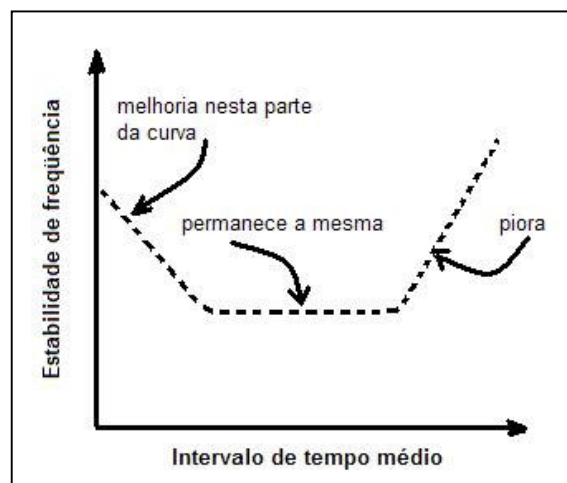 melhoria nesta parte
da curva
permanece a mesma
piora
Estabilidade de freqüência
Intervalo de tempo médio